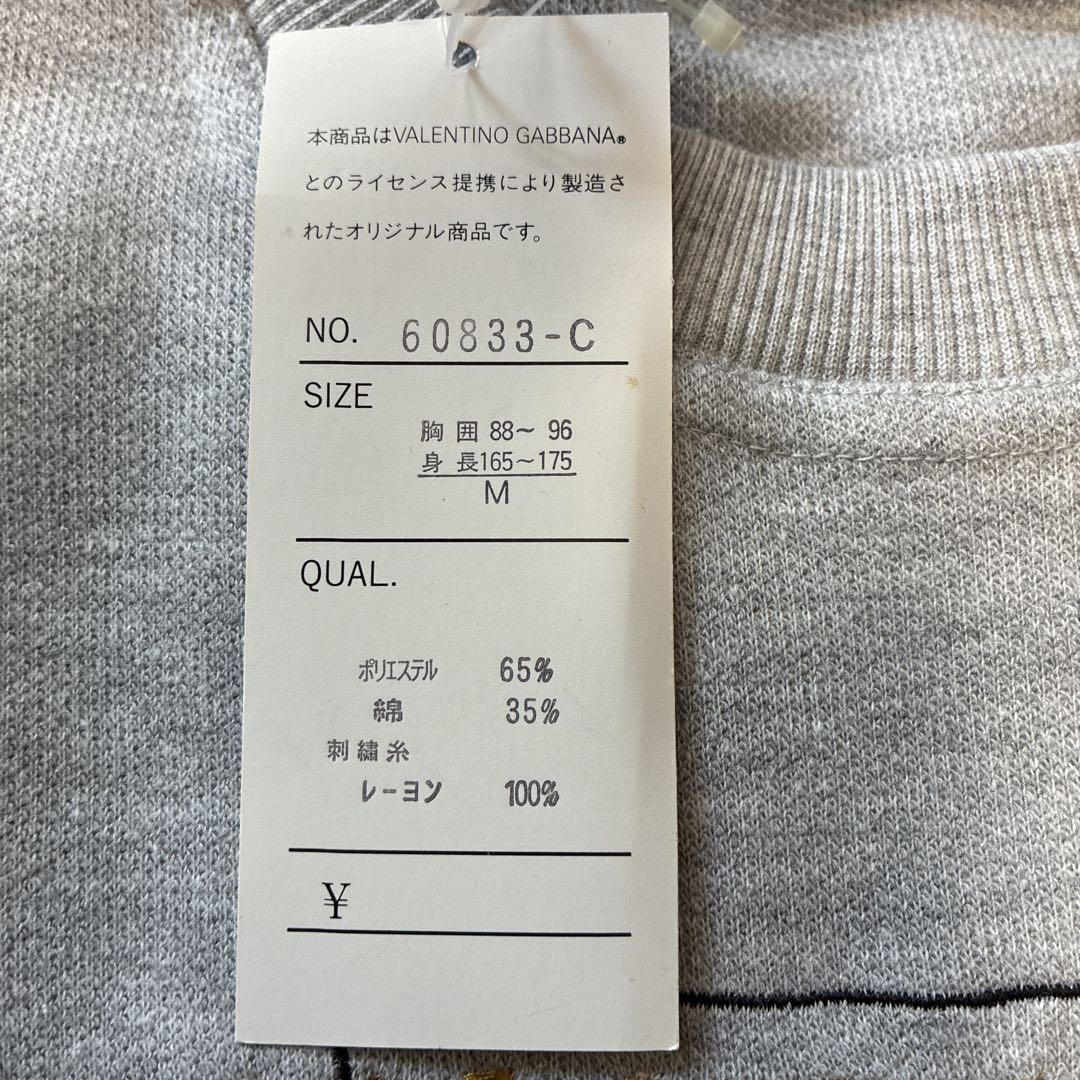 本商品はVALENTINO GABBANA®
とのライセンス提携により製造さ
れたオリジナル商品です。
NO. 60833-C
SIZE
胸囲 88〜96
身長165〜175
M
QUAL.
ポリエステル 65%
綿 35%
刺繍糸
レーヨン 100%
¥